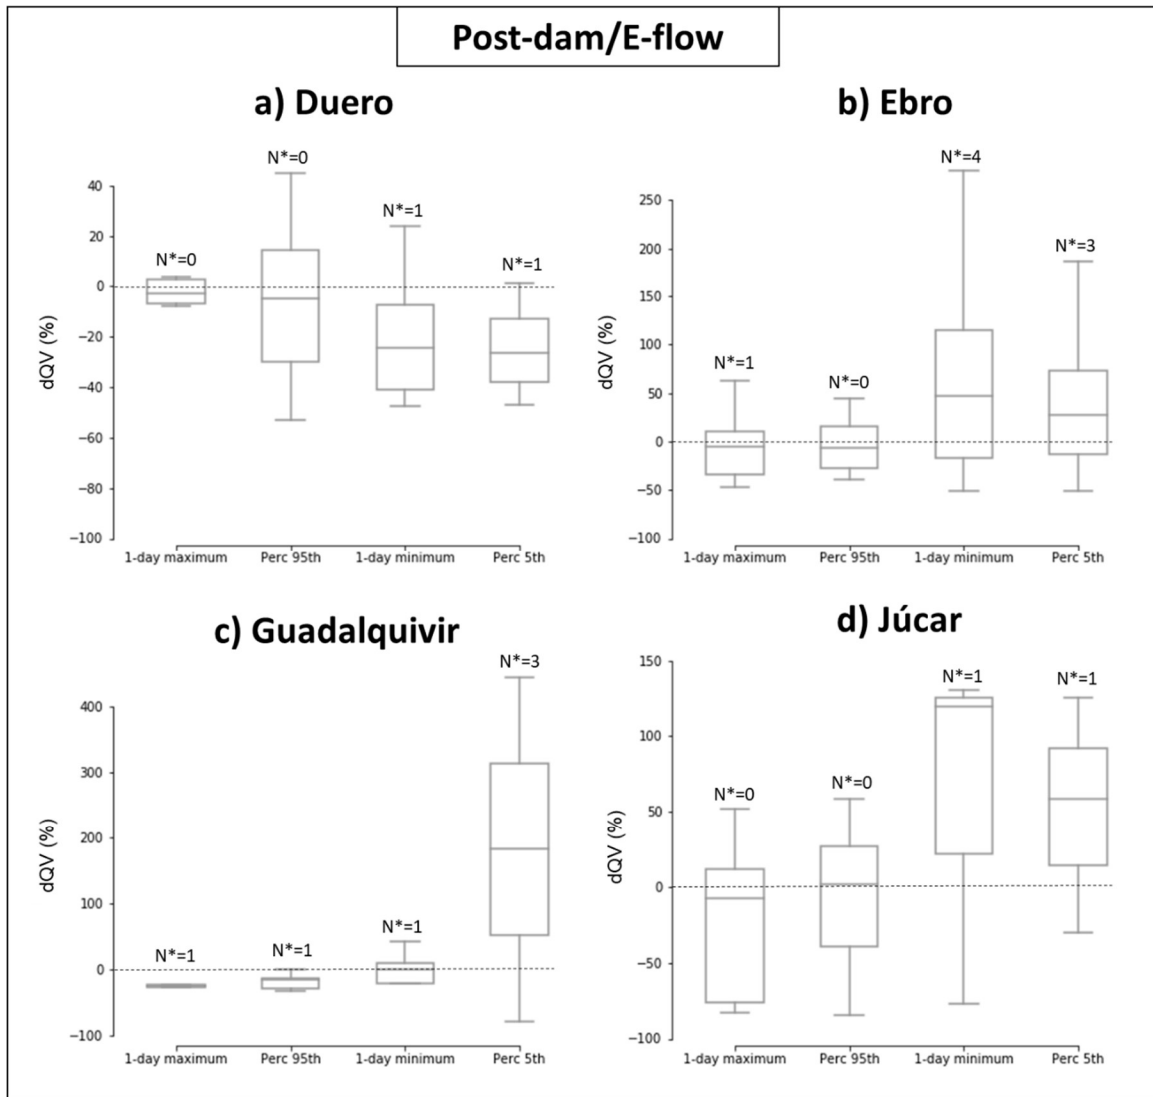 Post-dam/E-flow
a) Duero
N*=0
N*=0
N*=1
N*=1
dQV (%)
40
20
0
−20
−40
−60
−80
−100
1-day maximum
Perc 95th
1-day minimum
Perc 5th
b) Ebro
N*=1
N*=0
N*=4
N*=3
dQV (%)
250
200
150
100
50
0
−50
−100
1-day maximum
Perc 95th
1-day minimum
Perc 5th
c) Guadalquivir
N*=1
N*=1
N*=1
N*=3
dQV (%)
400
300
200
100
0
−100
1-day maximum
Perc 95th
1-day minimum
Perc 5th
d) Júcar
N*=0
N*=0
N*=1
N*=1
dQV (%)
150
100
50
0
−50
−100
1-day maximum
Perc 95th
1-day minimum
Perc 5th